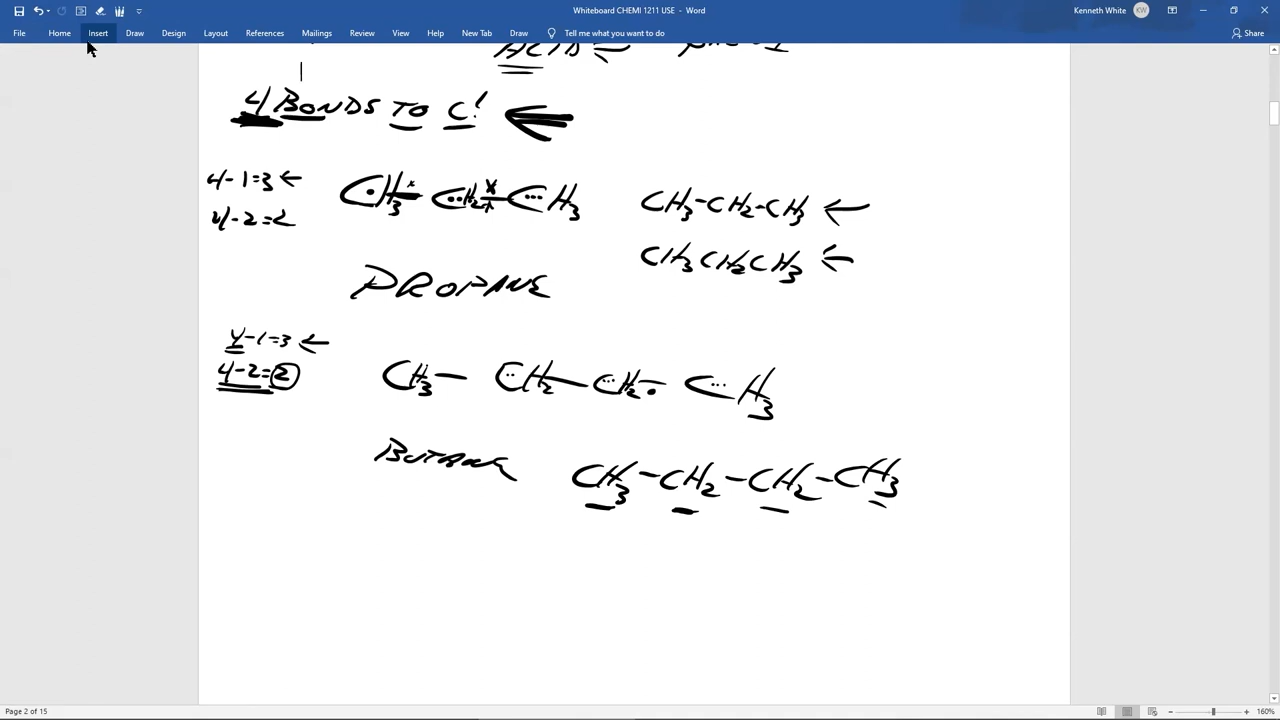 Whiteboard CHEMI 1211 USE - Word
Kenneth White KW
File Home Insert Draw Design Layout References Mailings Review View Help New Tab Draw Tell me what you want to do Share
ACID
4 BONDS TO C!
4-1=3
4-2=2
CH3-CH2-CH3
CH3-CH2-CH3
CH3CH2CH3
PROPANE
4-1=3
4-2=2
CH3- CH2-CH2- CH3
BUTANE
CH3-CH2-CH2-CH3
Page 2 of 15
160%